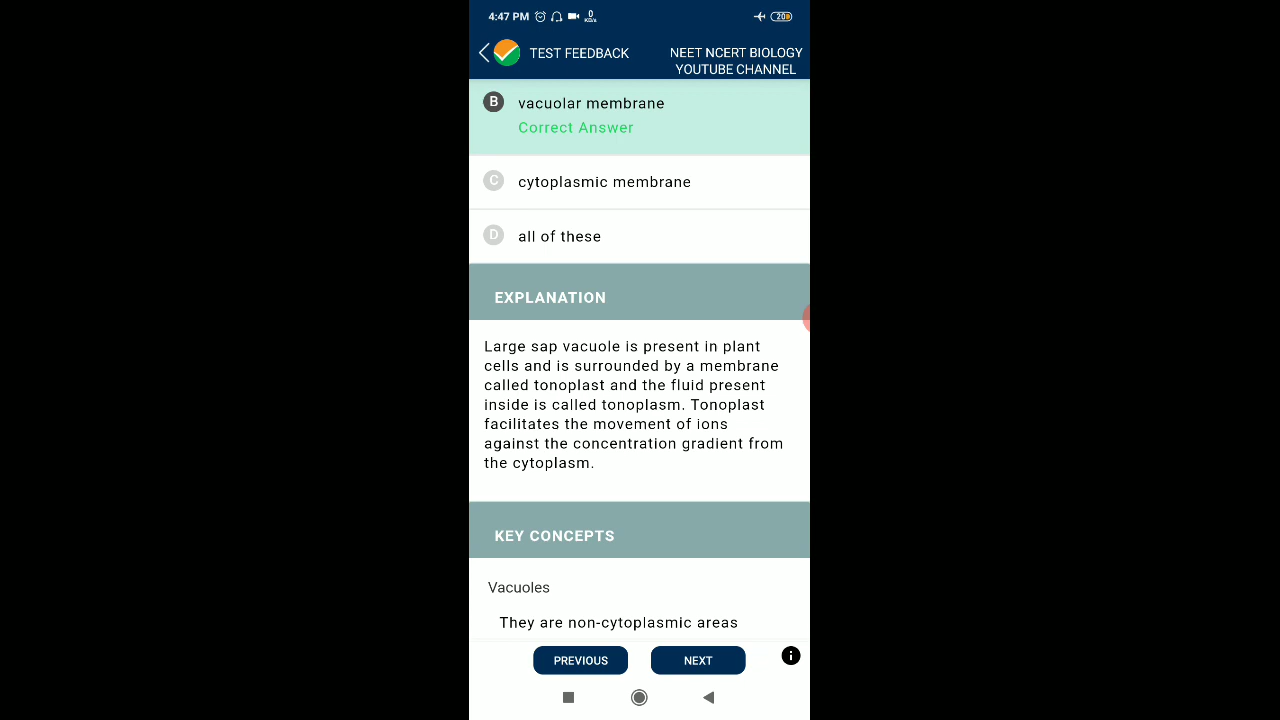 4:47 PM 0 KB/s 20
TEST FEEDBACK
NEET NCERT BIOLOGY
YOUTUBE CHANNEL
B vacuolar membrane
Correct Answer
C cytoplasmic membrane
D all of these
EXPLANATION
Large sap vacuole is present in plant
cells and is surrounded by a membrane
called tonoplast and the fluid present
inside is called tonoplasm. Tonoplast
facilitates the movement of ions
against the concentration gradient from
the cytoplasm.
KEY CONCEPTS
Vacuoles
They are non-cytoplasmic areas
PREVIOUS
NEXT
i